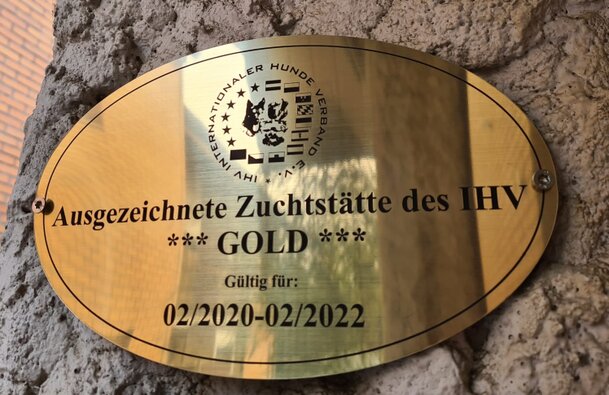 IHV INTERNATIONALER HUNDE VERBAND E.V. *
Ausgezeichnete Zuchtstätte des IHV
*** GOLD ***
Gültig für:
02/2020-02/2022